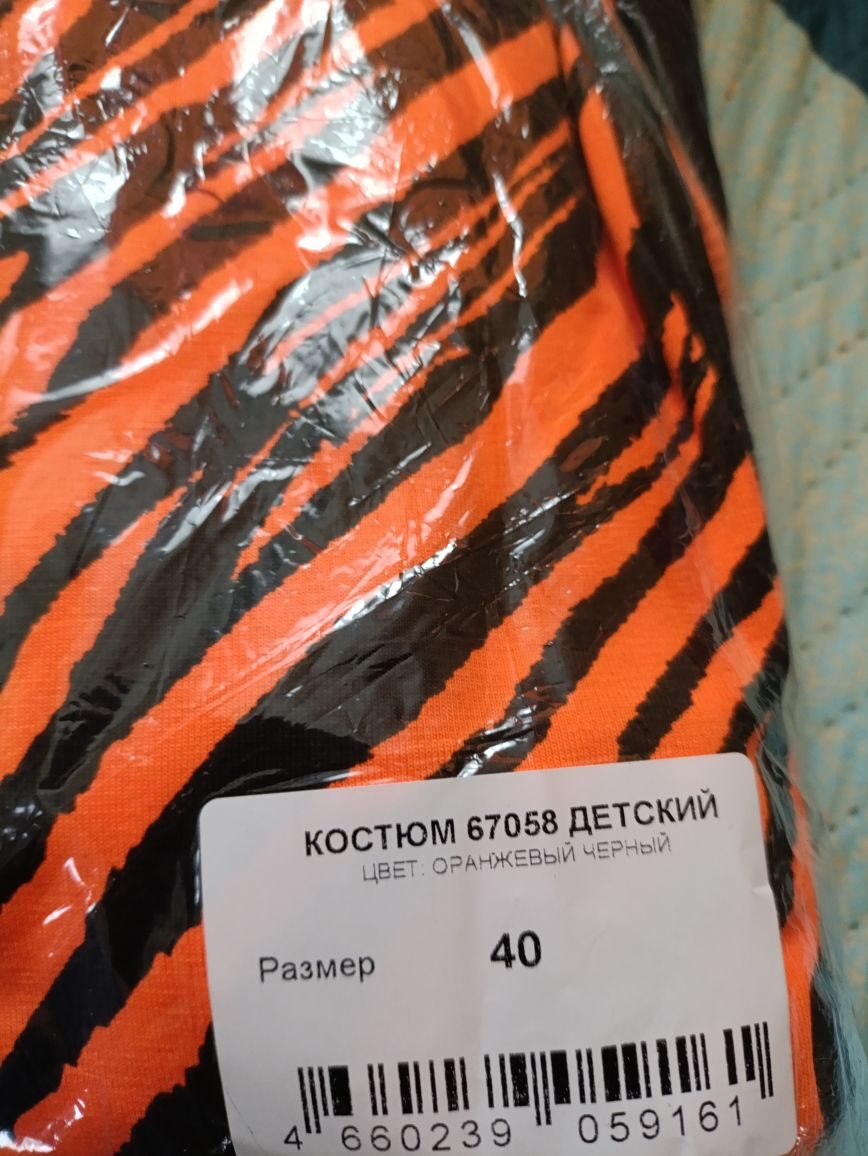 КОСТЮМ 67058 ДЕТСКИЙ
ЦВЕТ: ОРАНЖЕВЫЙ ЧЕРНЫЙ
Размер 40
4 660239 059161